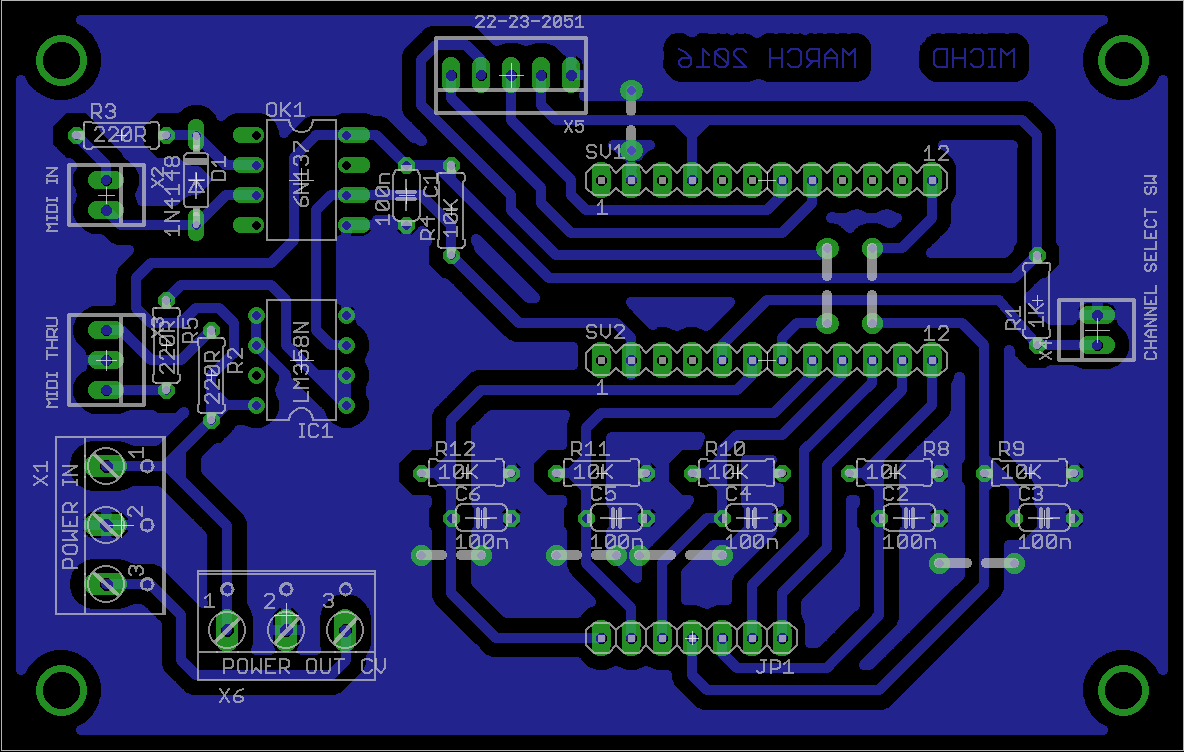 22-23-2051
MARCH 2016
MICHD
X5
R3
220R
OK1
6N137
D1
1N4148
X2
MIDI IN
100n
C1
R4
10K
SV1
12
1
CHANNEL SELECT SW
R1
1K
X4
MIDI THRU
X3
220R
R5
220R
R2
LM358N
IC1
SV2
12
1
R12
10K
R11
10K
R10
10K
R8
10K
R9
10K
C6
100n
C5
100n
C4
100n
C2
100n
C3
100n
X1
POWER IN
1
2
3
1
2
3
POWER OUT CV
X6
JP1